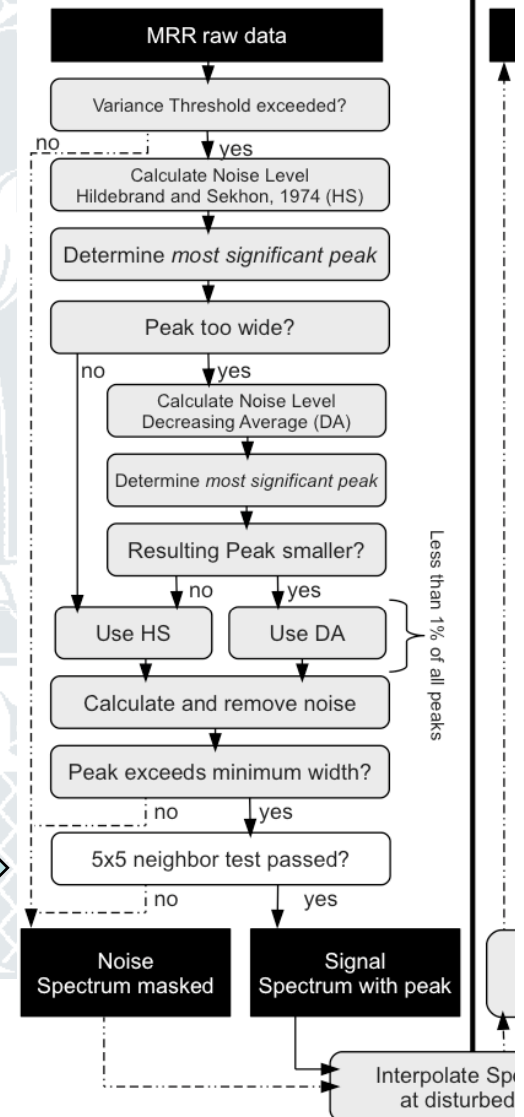 MRR raw data
Variance Threshold exceeded?
no
yes
Calculate Noise Level
Hildebrand and Sekhon, 1974 (HS)
Determine most significant peak
Peak too wide?
no
yes
Calculate Noise Level
Decreasing Average (DA)
Determine most significant peak
Resulting Peak smaller?
no
yes
Less than 1% of all peaks
Use HS
Use DA
Calculate and remove noise
Peak exceeds minimum width?
no
yes
5x5 neighbor test passed?
no
yes
Noise
Spectrum masked
Signal
Spectrum with peak
Interpolate
at disturbed